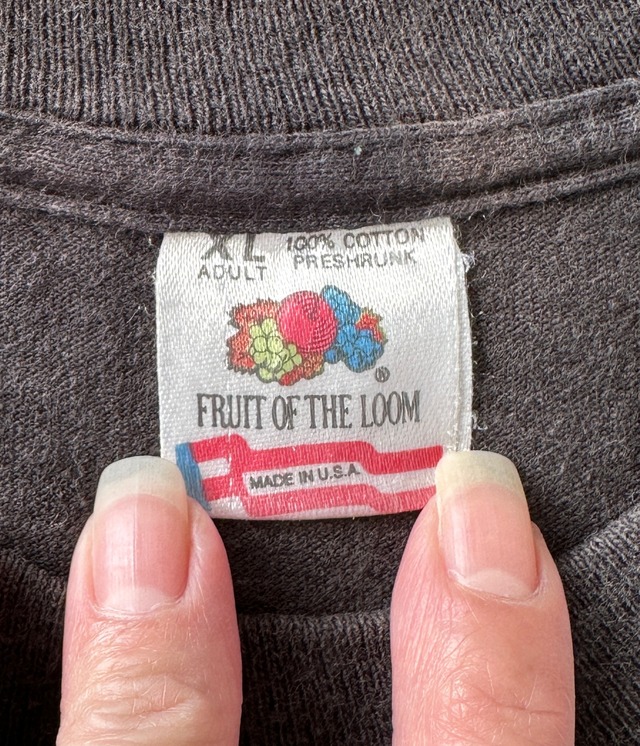 XL 100% COTTON
ADULT PRESHRUNK
®
FRUIT OF THE LOOM
MADE IN U.S.A.